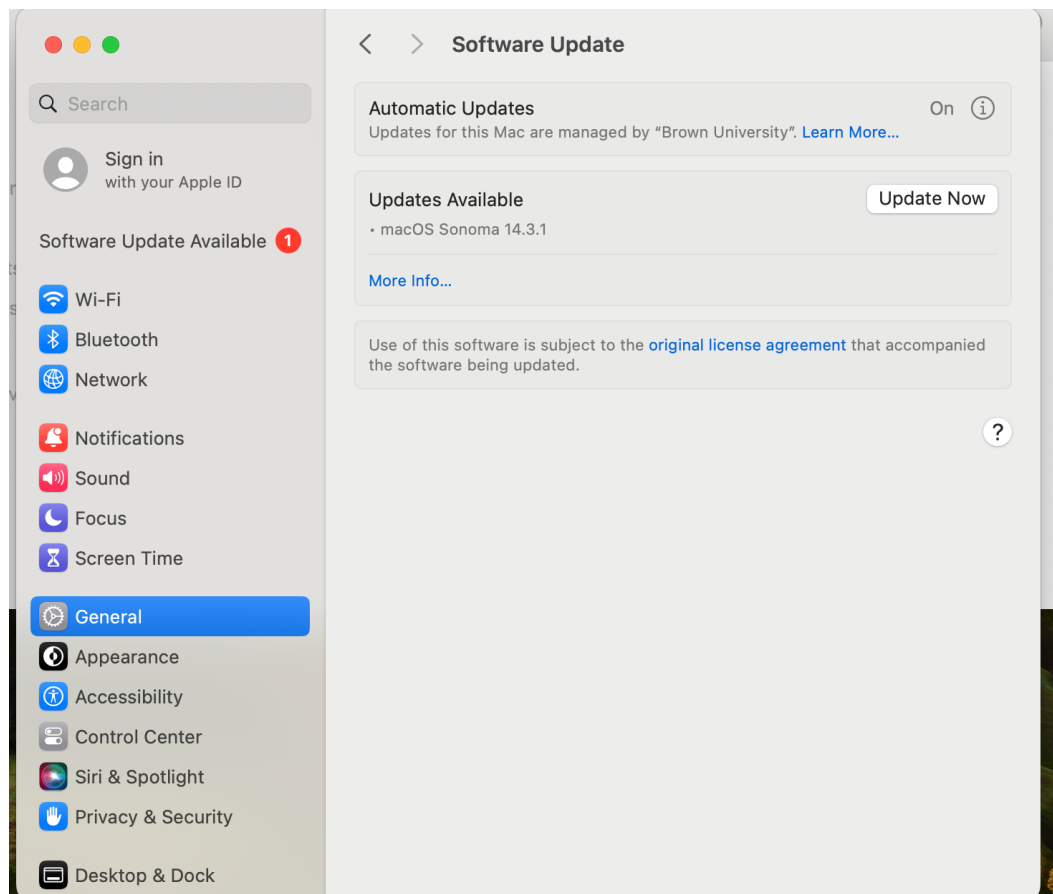 Search
Sign in
with your Apple ID
Software Update Available 1
Wi-Fi
Bluetooth
Network
Notifications
Sound
Focus
Screen Time
General
Appearance
Accessibility
Control Center
Siri & Spotlight
Privacy & Security
Desktop & Dock
Software Update
Automatic Updates
On
Updates for this Mac are managed by “Brown University”. Learn More...
Updates Available
Update Now
• macOS Sonoma 14.3.1
More Info...
Use of this software is subject to the original license agreement that accompanied
the software being updated.
?